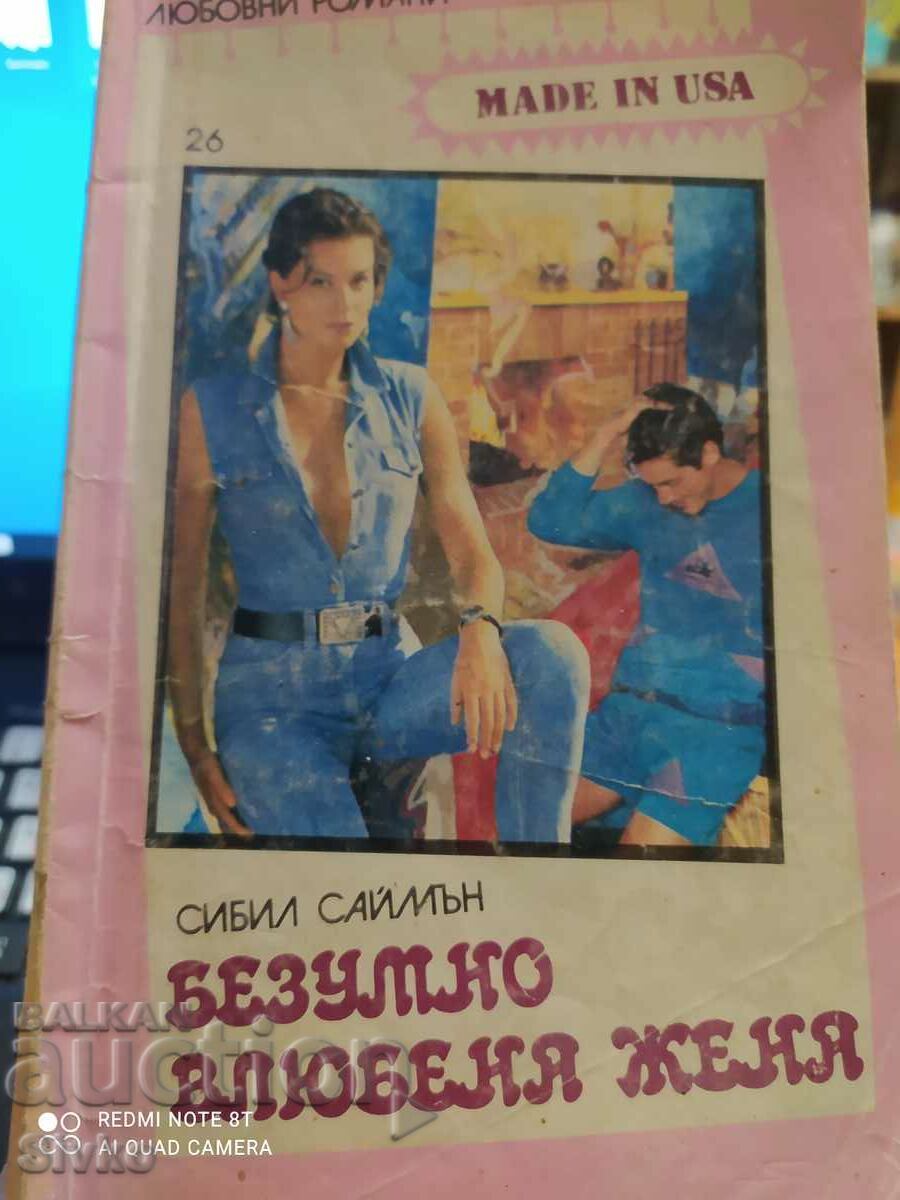 ЛЮБОВНИ РОМАНИ
MADE IN USA
26
СИБИЛ САЙМЪН
БЕЗУМНО
ВЛЮБЕНА ЖЕНА
BALKAN
auction
REDMI NOTE 8T
AI QUAD CAMERA
Sivko